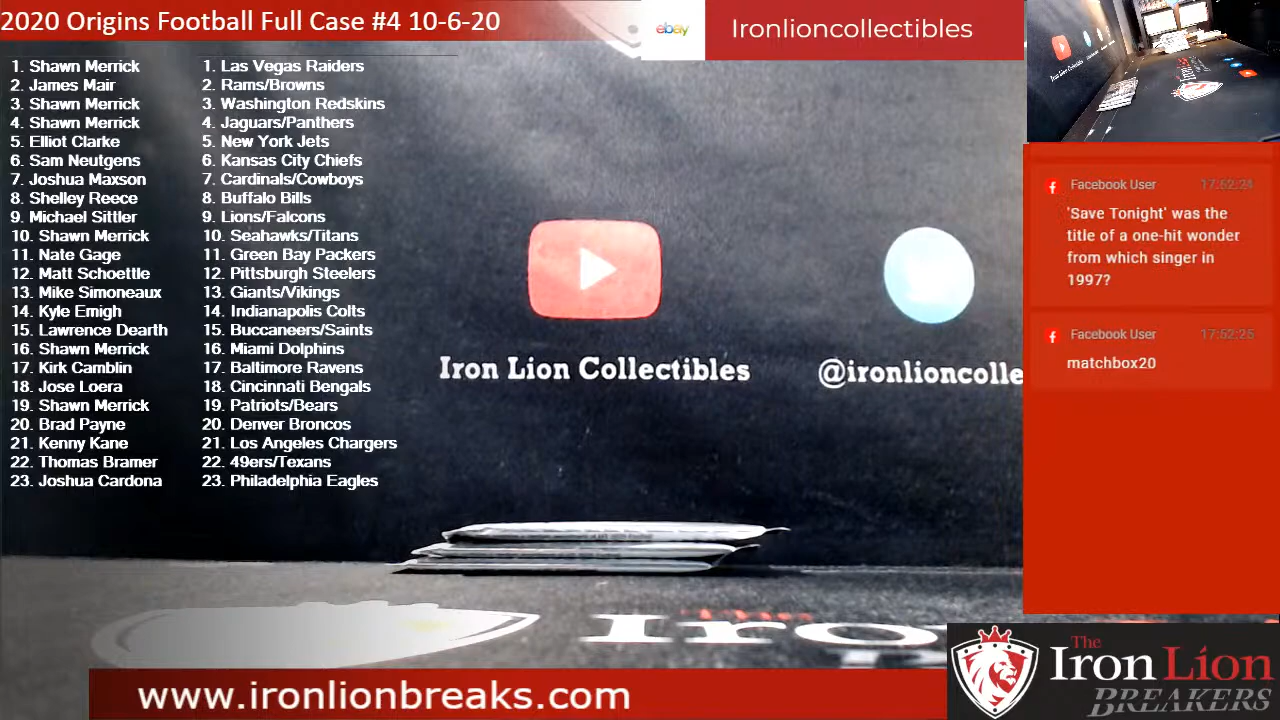 2020 Origins Football Full Case #4 10-6-20
ebay
Ironlioncollectibles
1. Shawn Merrick
2. James Mair
3. Shawn Merrick
4. Shawn Merrick
5. Elliot Clarke
6. Sam Neutgens
7. Joshua Maxson
8. Shelley Reece
9. Michael Sittler
10. Shawn Merrick
11. Nate Gage
12. Matt Schoettle
13. Mike Simoneaux
14. Kyle Emigh
15. Lawrence Dearth
16. Shawn Merrick
17. Kirk Camblin
18. Jose Loera
19. Shawn Merrick
20. Brad Payne
21. Kenny Kane
22. Thomas Bramer
23. Joshua Cardona
1. Las Vegas Raiders
2. Rams/Browns
3. Washington Redskins
4. Jaguars/Panthers
5. New York Jets
6. Kansas City Chiefs
7. Cardinals/Cowboys
8. Buffalo Bills
9. Lions/Falcons
10. Seahawks/Titans
11. Green Bay Packers
12. Pittsburgh Steelers
13. Giants/Vikings
14. Indianapolis Colts
15. Buccaneers/Saints
16. Miami Dolphins
17. Baltimore Ravens
18. Cincinnati Bengals
19. Patriots/Bears
20. Denver Broncos
21. Los Angeles Chargers
22. 49ers/Texans
23. Philadelphia Eagles
Iron Lion Collectibles
@ironlioncolle
Facebook User 17:52:24
'Save Tonight' was the
title of a one-hit wonder
from which singer in
1997?
Facebook User 17:52:25
matchbox20
The
Iro
www.ironlionbreaks.com
The
Iron Lion
BREAKERS